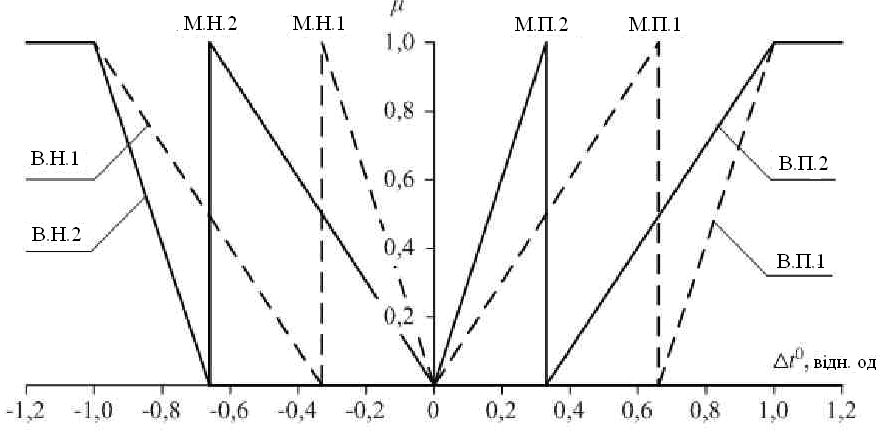 μ
М.Н.2 М.Н.1 М.П.2 М.П.1
1,0
0,8
В.Н.1 В.П.2
0,6
В.Н.2 0,4 В.П.1
0,2
Δt⁰, відн. од
-1,2 -1,0 -0,8 -0,6 -0,4 -0,2 0 0,2 0,4 0,6 0,8 1,0 1,2